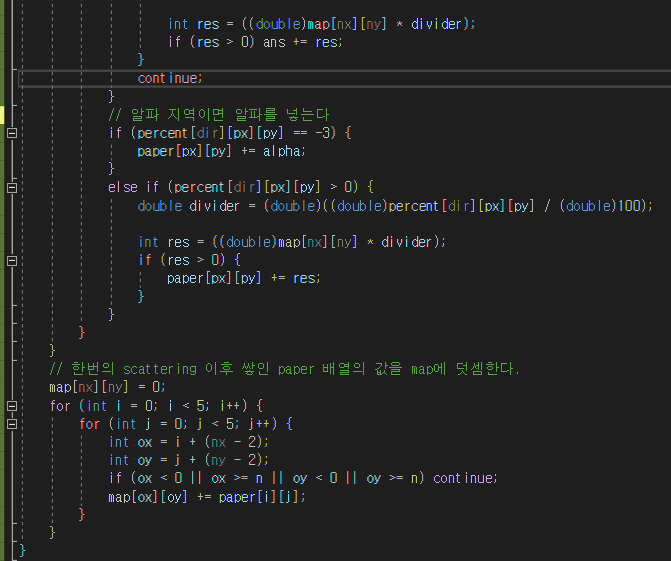 int res = ((double)map[nx][ny] * divider);
if (res > 0) ans += res;
}
continue;
}
// 알파 지역이면 알파를 넣는다
if (percent[dir][px][py] == -3) {
paper[px][py] += alpha;
}
else if (percent[dir][px][py] > 0) {
double divider = (double)((double)percent[dir][px][py] / (double)100);
int res = ((double)map[nx][ny] * divider);
if (res > 0) {
paper[px][py] += res;
}
}
}
}
// 한번의 scattering 이후 쌓인 paper 배열의 값을 map에 덧셈한다.
map[nx][ny] = 0;
for (int i = 0; i < 5; i++) {
for (int j = 0; j < 5; j++) {
int ox = i + (nx - 2);
int oy = j + (ny - 2);
if (ox < 0 || ox >= n || oy < 0 || oy >= n) continue;
map[ox][oy] += paper[i][j];
}
}
}